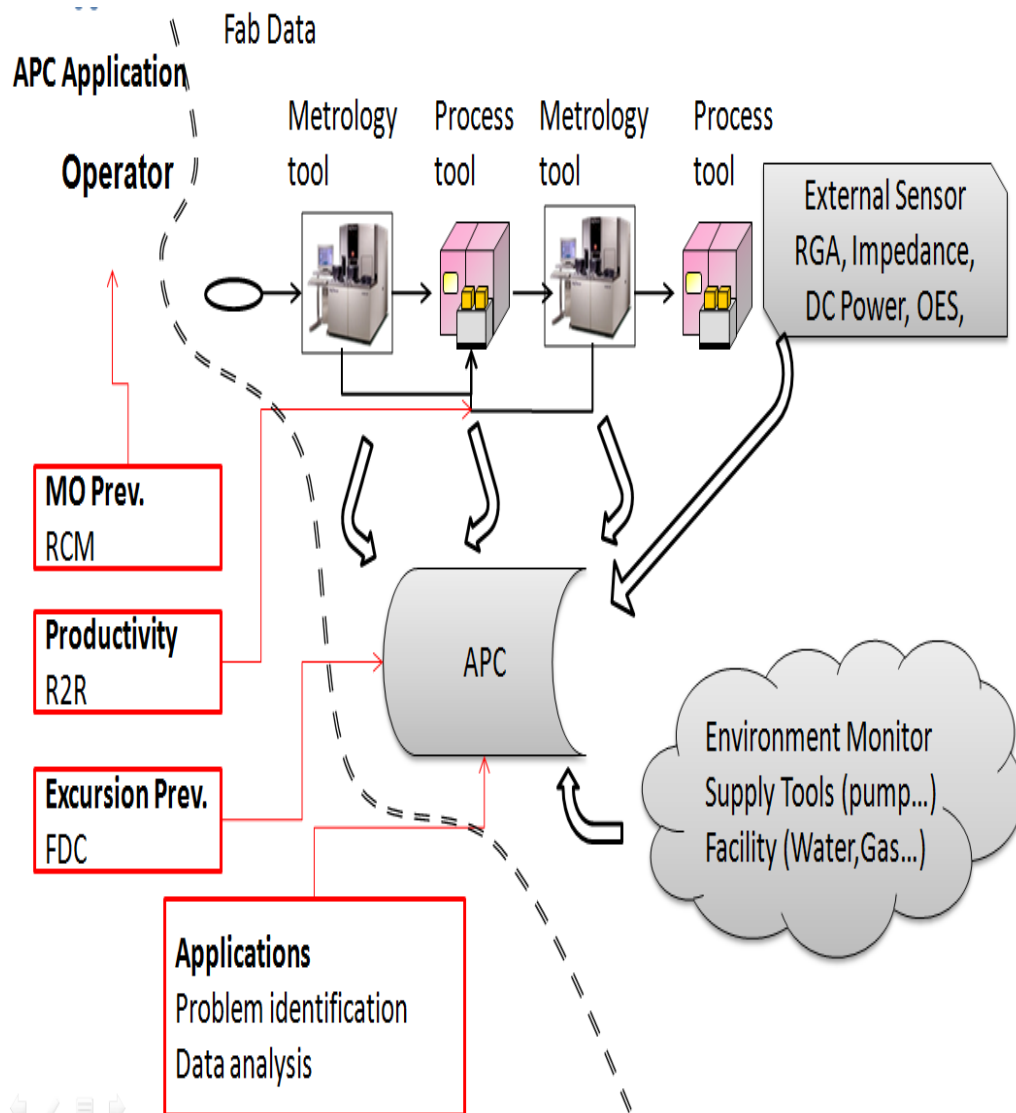 Fab Data
APC Application
Operator
Metrology
tool
Process
tool
Metrology
tool
Process
tool
External Sensor
RGA, Impedance,
DC Power, OES,
MO Prev.
RCM
Productivity
R2R
Excursion Prev.
FDC
APC
Environment Monitor
Supply Tools (pump...)
Facility (Water,Gas...)
Applications
Problem identification
Data analysis